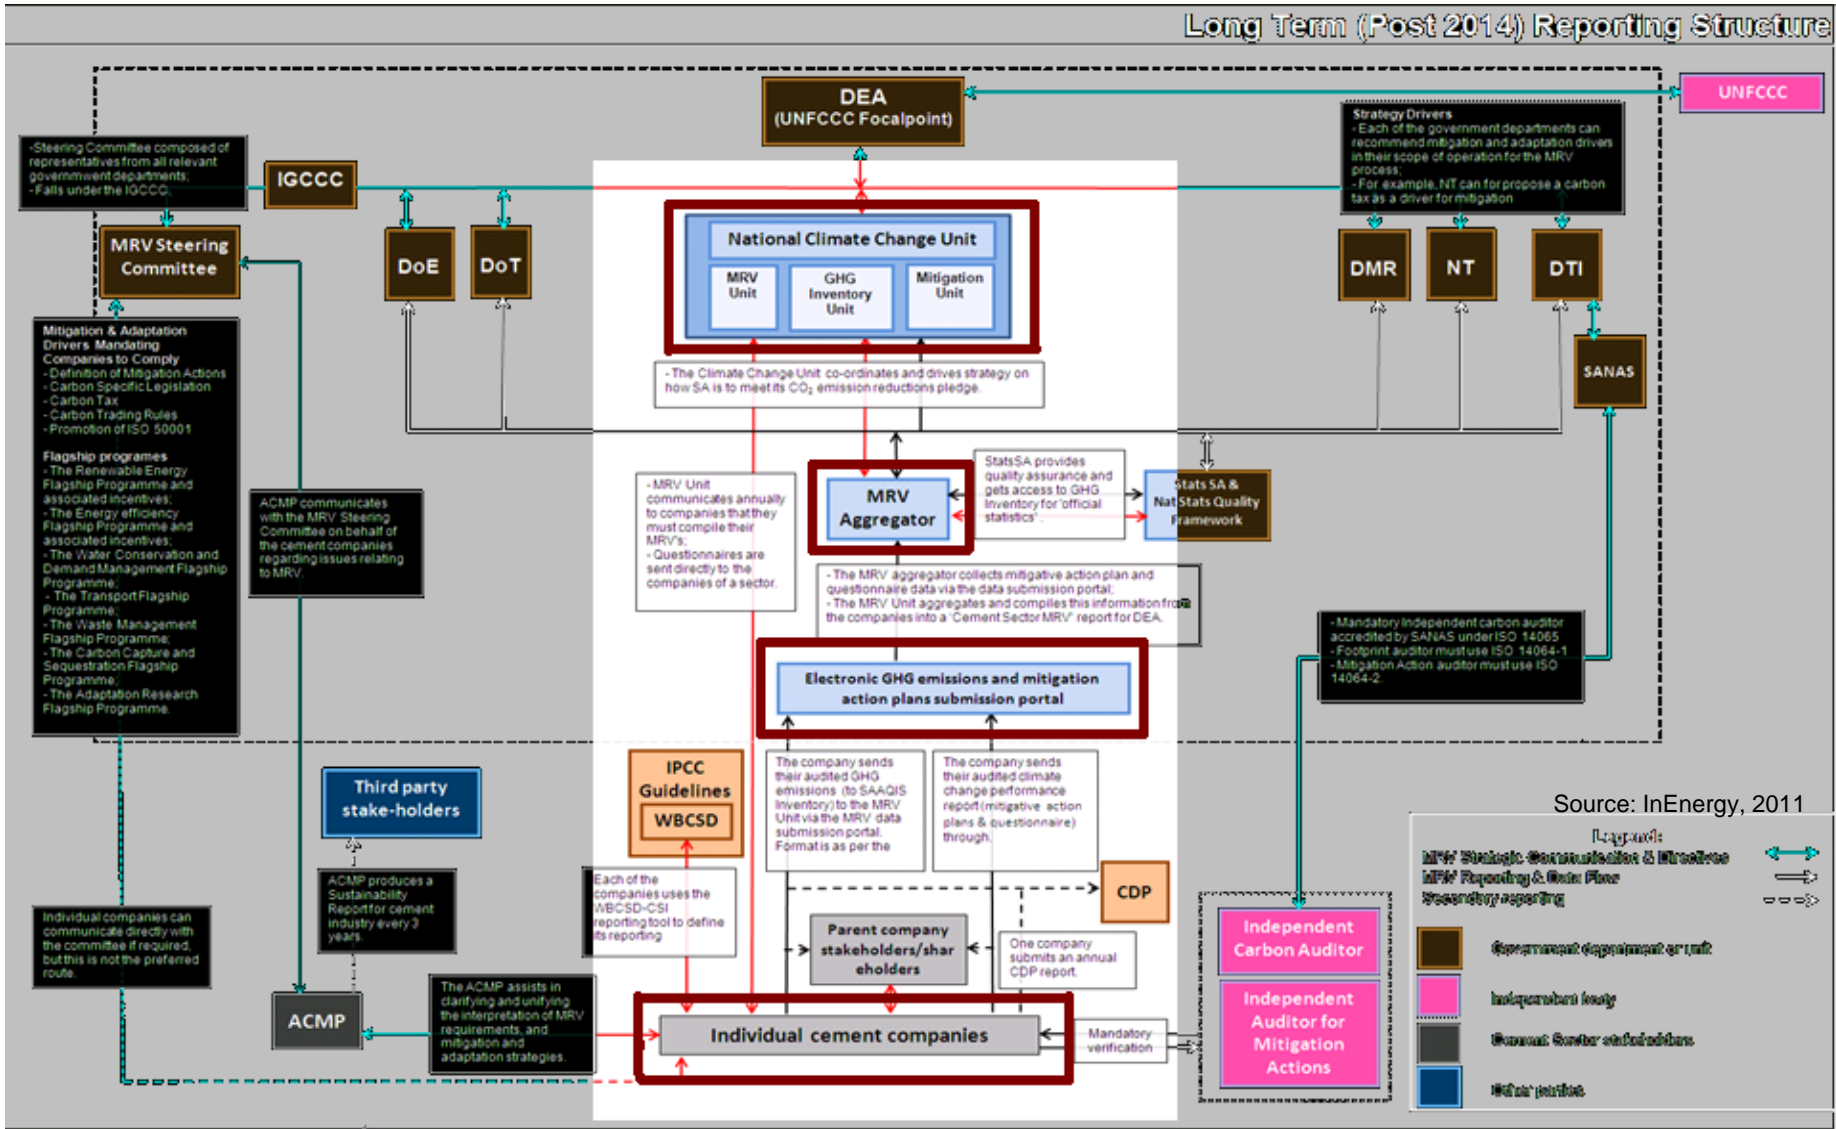 Long Term (Post 2014) Reporting Structure
DEA
(UNFCCC Focalpoint)
UNFCCC
-Steering Committee composed of
representatives from all relevant
governmwent departments;
- Falls under the IGCCC
IGCCC
Strategy Drivers
- Each of the government departments can
recommend mitigation and adaptation drivers
in their scope of operation for the MRV
process;
- For example, NT can for propose a carbon
tax as a driver for mitigation
MRV Steering
Committee
DoE
DoT
National Climate Change Unit
MRV
Unit
GHG
Inventory
Unit
Mitigation
Unit
DMR
NT
DTI
SANAS
- The Climate Change Unit co-ordinates and drives strategy on
how SA is to meet its CO2 emission reductions pledge.
Mitigation & Adaptation
Drivers Mandating
Companies to Comply
- Definition of Mitigation Actions
- Carbon Specific Legislation
- Carbon Tax
- Carbon Trading Rules
- Promotion of ISO 50001
Flagship programes
- The Renewable Energy
Flagship Programme and
associated incentives;
- The Energy efficiency
Flagship Programme and
associated incentives;
- The Water Conservation and
Demand Management Flagship
Programme;
- The Transport Flagship
Programme;
- The Waste Management
Flagship Programme;
- The Carbon Capture and
Sequestration Flagship
Programme;
- The Adaptation Research
Flagship Programme.
ACMP communicates
with the MRV Steering
Committee on behalf of
the cement companies
regarding issues relating
to MRV.
- MRV Unit
communicates annually
to companies that they
must compile their
MRV's;
- Questionnaires are
sent directly to the
companies of a sector.
MRV
Aggregator
StatsSA provides
quality assurance and
gets access to GHG
Inventory for 'official
statistics' .
Stats SA &
Nat Stats Quality
Framework
- The MRV aggregator collects mitigative action plan and
questionnaire data via the data submission portal;
- The MRV Unit aggregates and compiles this information from
the companies into a 'Cement Sector MRV' report for DEA.
- Mandatory Independent carbon auditor
accredited by SANAS under ISO 14065
- Footprint auditor must use ISO 14064-1
- Mitigation Action auditor must use ISO
14064-2.
Electronic GHG emissions and mitigation
action plans submission portal
IPCC
Guidelines
WBCSD
The company sends
their audited GHG
emissions (to SAAQIS
Inventory) to the MRV
Unit via the MRV data
submission portal.
Format is as per the
The company sends
their audited climate
change performance
report (mitigative action
plans & questionnaire)
through.
Third party
stake-holders
Source: InEnergy, 2011
Legend:
MRV Strategic Communication & Directives
MRV Reporting & Data Flow
Secondary reporting
Government department or unit
Independent body
Cement Sector stakeholders
Other parties
ACMP produces a
Sustainability
Report for cement
industry every 3
years.
Each of the
companies uses the
WBCSD-CSI
reporting tool to define
its reporting
CDP
Parent company
stakeholders/shar
eholders
One company
submits an annual
CDP report.
Individual companies can
communicate directly with
the committee if required,
but this is not the preferred
route.
ACMP
The ACMP assists in
clarifying and unifying
the interpretation of MRV
requirements, and
mitigation and
adaptation strategies.
Individual cement companies
Mandatory
verification
Independent
Carbon Auditor
Independent
Auditor for
Mitigation
Actions